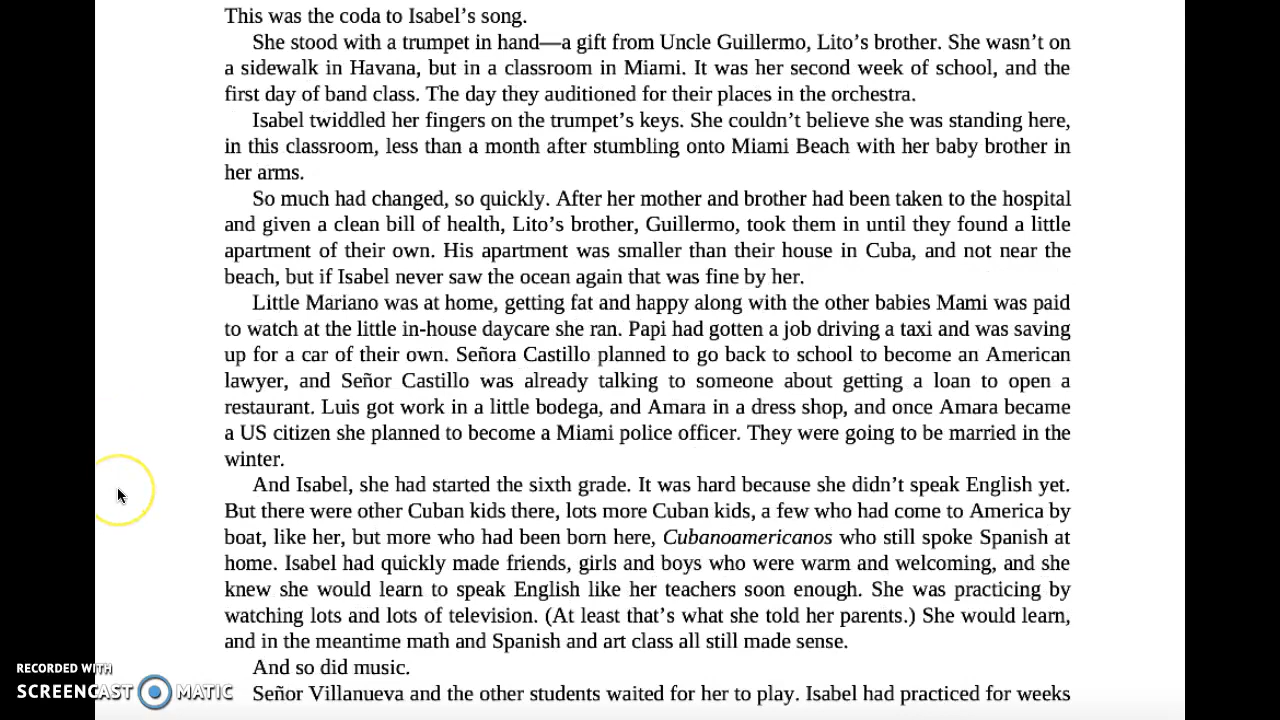 This was the coda to Isabel's song.
She stood with a trumpet in hand—a gift from Uncle Guillermo, Lito's brother. She wasn't on
a sidewalk in Havana, but in a classroom in Miami. It was her second week of school, and the
first day of band class. The day they auditioned for their places in the orchestra.
Isabel twiddled her fingers on the trumpet's keys. She couldn't believe she was standing here,
in this classroom, less than a month after stumbling onto Miami Beach with her baby brother in
her arms.
So much had changed, so quickly. After her mother and brother had been taken to the hospital
and given a clean bill of health, Lito's brother, Guillermo, took them in until they found a little
apartment of their own. His apartment was smaller than their house in Cuba, and not near the
beach, but if Isabel never saw the ocean again that was fine by her.
Little Mariano was at home, getting fat and happy along with the other babies Mami was paid
to watch at the little in-house daycare she ran. Papi had gotten a job driving a taxi and was saving
up for a car of their own. Señora Castillo planned to go back to school to become an American
lawyer, and Señor Castillo was already talking to someone about getting a loan to open a
restaurant. Luis got work in a little bodega, and Amara in a dress shop, and once Amara became
a US citizen she planned to become a Miami police officer. They were going to be married in the
winter.
And Isabel, she had started the sixth grade. It was hard because she didn't speak English yet.
But there were other Cuban kids there, lots more Cuban kids, a few who had come to America by
boat, like her, but more who had been born here, Cubanoamericanos who still spoke Spanish at
home. Isabel had quickly made friends, girls and boys who were warm and welcoming, and she
knew she would learn to speak English like her teachers soon enough. She was practicing by
watching lots and lots of television. (At least that's what she told her parents.) She would learn,
and in the meantime math and Spanish and art class all still made sense.
And so did music.
Señor Villanueva and the other students waited for her to play. Isabel had practiced for weeks
RECORDED WITH
SCREENCAST MATIC